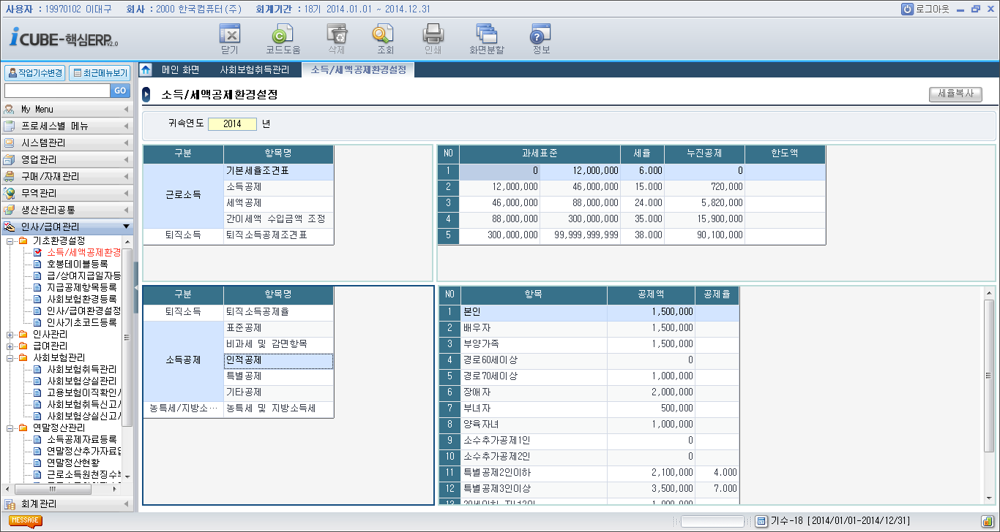 사용자 : 19970102 이대구 회사 : 2000 한국컴퓨터(주) 회계기간 : 18기 2014.01.01 ~ 2014.12.31 로그아웃
iCUBE-핵심ERP v2.0
닫기 코드도움 삭제 조회 인쇄 화면분할 정보
작업기수변경 최근메뉴보기
GO
My Menu
프로세스별 메뉴
시스템관리
영업관리
구매/자재관리
무역관리
생산관리공통
인사/급여관리
기초환경설정
소득/세액공제환경
호봉테이블등록
급/상여지급일자등
지급공제항목등록
사회보험환경등록
인사/급여환경설정
인사기초코드등록
인사관리
급여관리
사회보험관리
사회보험취득관리
사회보험상실관리
고용보험이직확인
사회보험취득신고
사회보험상실신고
연말정산관리
소득공제자료등록
연말정산추가자료
연말정산현황
근로소득원천징수
회계관리
메인 화면 사회보험취득관리 소득/세액공제환경설정
소득/세액공제환경설정 세율복사
귀속연도 2014 년
구분 항목명
근로소득
기본세율조견표
소득공제
세액공제
간이세액 수입금액 조정
퇴직소득 퇴직소득공제조견표
NO 과세표준 세율 누진공제 한도액
1 0 12,000,000 6.000 0
2 12,000,000 46,000,000 15.000 720,000
3 46,000,000 88,000,000 24.000 5,820,000
4 88,000,000 300,000,000 35.000 15,900,000
5 300,000,000 99,999,999,999 38.000 90,100,000
구분 항목명
퇴직소득 퇴직소득공제율
소득공제
표준공제
비과세 및 감면항목
인적공제
특별공제
기타공제
농특세/지방소… 농특세 및 지방소득세
NO 항목 공제액 공제율
1 본인 1,500,000
2 배우자 1,500,000
3 부양가족 1,500,000
4 경로60세이상 0
5 경로70세이상 1,000,000
6 장애자 2,000,000
7 부녀자 500,000
8 양육자녀 1,000,000
9 소수추가공제1인 0
10 소수추가공제2인 0
11 특별공제2인이하 2,100,000 4.000
12 특별공제3인이상 3,500,000 7.000
MESSAGE
기수-18 [2014/01/01-2014/12/31]